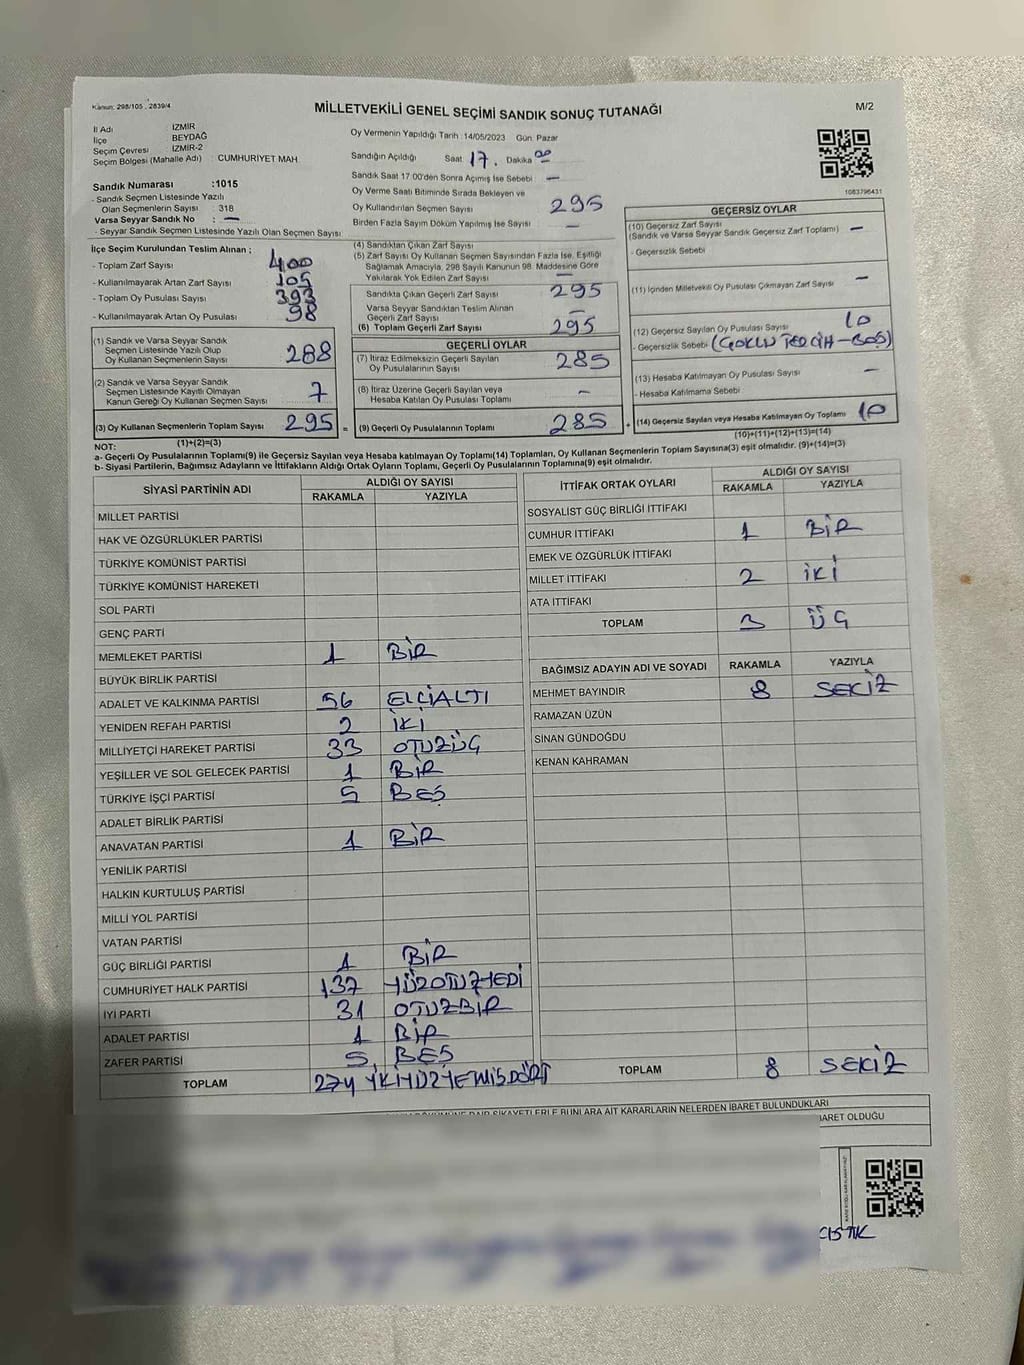 Kanun: 298/105 , 2839/4
MİLLETVEKİLİ GENEL SEÇİMİ SANDIK SONUÇ TUTANAĞI
M/2
İl Adı IZMIR
İlçe BEYDAĞ
Seçim Çevresi IZMIR-2
Seçim Bölgesi (Mahalle Adı) : CUMHURIYET MAH.
Sandık Numarası :1015
- Sandık Seçmen Listesinde Yazılı
Olan Seçmenlerin Sayısı : 318
Varsa Seyyar Sandık No : —
- Seyyar Sandık Seçmen Listesinde Yazılı Olan Seçmen Sayısı:
Oy Vermenin Yapıldığı Tarih :14/05/2023 Gün: Pazar
Sandığın Açıldığı Saat 17. Dakika 00
Sandık Saat 17:00'den Sonra Açılmış İse Sebebi : —
Oy Verme Saati Bitiminde Sırada Bekleyen ve
Oy Kullandırılan Seçmen Sayısı 295
Birden Fazla Sayım Döküm Yapılmış İse Sayısı : —
1083796431
İlçe Seçim Kurulundan Teslim Alınan ;
- Toplam Zarf Sayısı 400
- Kullanılmayarak Artan Zarf Sayısı 105
- Toplam Oy Pusulası Sayısı 393
- Kullanılmayarak Artan Oy Pusulası 98
(1) Sandık ve Varsa Seyyar Sandık
Seçmen Listesinde Yazılı Olup
Oy Kullanan Seçmenlerin Sayısı 288
(2) Sandık ve Varsa Seyyar Sandık
Seçmen Listesinde Kayıtlı Olmayan
Kanun Gereği Oy Kullanan Seçmen Sayısı 7
(3) Oy Kullanan Seçmenlerin Toplam Sayısı 295 =
(1)+(2)=(3)
(4) Sandıktan Çıkan Zarf Sayısı
(5) Zarf Sayısı Oy Kullanan Seçmen Sayısından Fazla İse, Eşitliği
Sağlamak Amacıyla, 298 Sayılı Kanunun 98. Maddesine Göre
Yakılarak Yok Edilen Zarf Sayısı —
Sandıkta Çıkan Geçerli Zarf Sayısı 295
Varsa Seyyar Sandıktan Teslim Alınan
Geçerli Zarf Sayısı
(6) Toplam Geçerli Zarf Sayısı 295
GEÇERLİ OYLAR
(7) İtiraz Edilmeksizin Geçerli Sayılan
Oy Pusulalarının Sayısı 285
(8) İtiraz Üzerine Geçerli Sayılan veya
Hesaba Katılan Oy Pusulası Toplamı —
(9) Geçerli Oy Pusulalarının Toplamı 285 +
GEÇERSİZ OYLAR
(10) Geçersiz Zarf Sayısı
(Sandık ve Varsa Seyyar Sandık Geçersiz Zarf Toplamı) —
- Geçersizlik Sebebi
(11) İçinden Milletvekili Oy Pusulası Çıkmayan Zarf Sayısı —
(12) Geçersiz Sayılan Oy Pusulası Sayısı 10
- Geçersizlik Sebebi (ÇOKLU TERCİH-BOŞ)
(13) Hesaba Katılmayan Oy Pusulası Sayısı —
- Hesaba Katılmama Sebebi
(14) Geçersiz Sayılan veya Hesaba Katılmayan Oy Toplamı 10
(10)+(11)+(12)+(13)=(14)
NOT:
a- Geçerli Oy Pusulalarının Toplam(9) ile Geçersiz Sayılan veya Hesaba katılmayan Oy Toplamı(14) Toplamları, Oy Kullanan Seçmenlerin Toplam Sayısına(3) eşit olmalıdır. (9)+(14)=(3)
b- Siyasi Partilerin, Bağımsız Adayların ve İttifakların Aldığı Ortak Oyların Toplamı, Geçerli Oy Pusulalarının Toplamına(9) eşit olmalıdır.
SİYASİ PARTİNİN ADI ALDIĞI OY SAYISI
RAKAMLA YAZIYLA
MİLLET PARTİSİ
HAK VE ÖZGÜRLÜKLER PARTİSİ
TÜRKİYE KOMÜNİST PARTİSİ
TÜRKİYE KOMÜNİST HAREKETİ
SOL PARTİ
GENÇ PARTİ
MEMLEKET PARTİSİ 1 BİR
BÜYÜK BİRLİK PARTİSİ
ADALET VE KALKINMA PARTİSİ 56 ELÇİALTI
YENİDEN REFAH PARTİSİ 2 İKİ
MİLLİYETÇİ HAREKET PARTİSİ 33 OTUZÜÇ
YEŞİLLER VE SOL GELECEK PARTİSİ 1 BİR
TÜRKİYE İŞÇİ PARTİSİ 5 BEŞ
ADALET BİRLİK PARTİSİ
ANAVATAN PARTİSİ 1 BİR
YENİLİK PARTİSİ
HALKIN KURTULUŞ PARTİSİ
MİLLİ YOL PARTİSİ
VATAN PARTİSİ
GÜÇ BİRLİĞİ PARTİSİ 1 BİR
CUMHURİYET HALK PARTİSİ 137 YÜZOTUZYEDİ
İYİ PARTİ 31 OTUZBİR
ADALET PARTİSİ 1 BİR
ZAFER PARTİSİ 5 BEŞ
TOPLAM 274 İKİYÜZYEMİŞDÖRT
İTTİFAK ORTAK OYLARI ALDIĞI OY SAYISI
RAKAMLA YAZIYLA
SOSYALİST GÜÇ BİRLİĞİ İTTİFAKI
CUMHUR İTTİFAKI 1 BİR
EMEK VE ÖZGÜRLÜK İTTİFAKI
MİLLET İTTİFAKI 2 İKİ
ATA İTTİFAKI
TOPLAM 3 ÜÇ
BAĞIMSIZ ADAYIN ADI VE SOYADI RAKAMLA YAZIYLA
MEHMET BAYINDIR 8 SEKİZ
RAMAZAN ÜZÜN
SİNAN GÜNDOĞDU
KENAN KAHRAMAN
TOPLAM 8 SEKİZ
DAİR ŞİKAYETLERLE BUNLARA AİT KARARLARIN NELERDEN İBARET BULUNDUKLARI
İBARET OLDUĞU